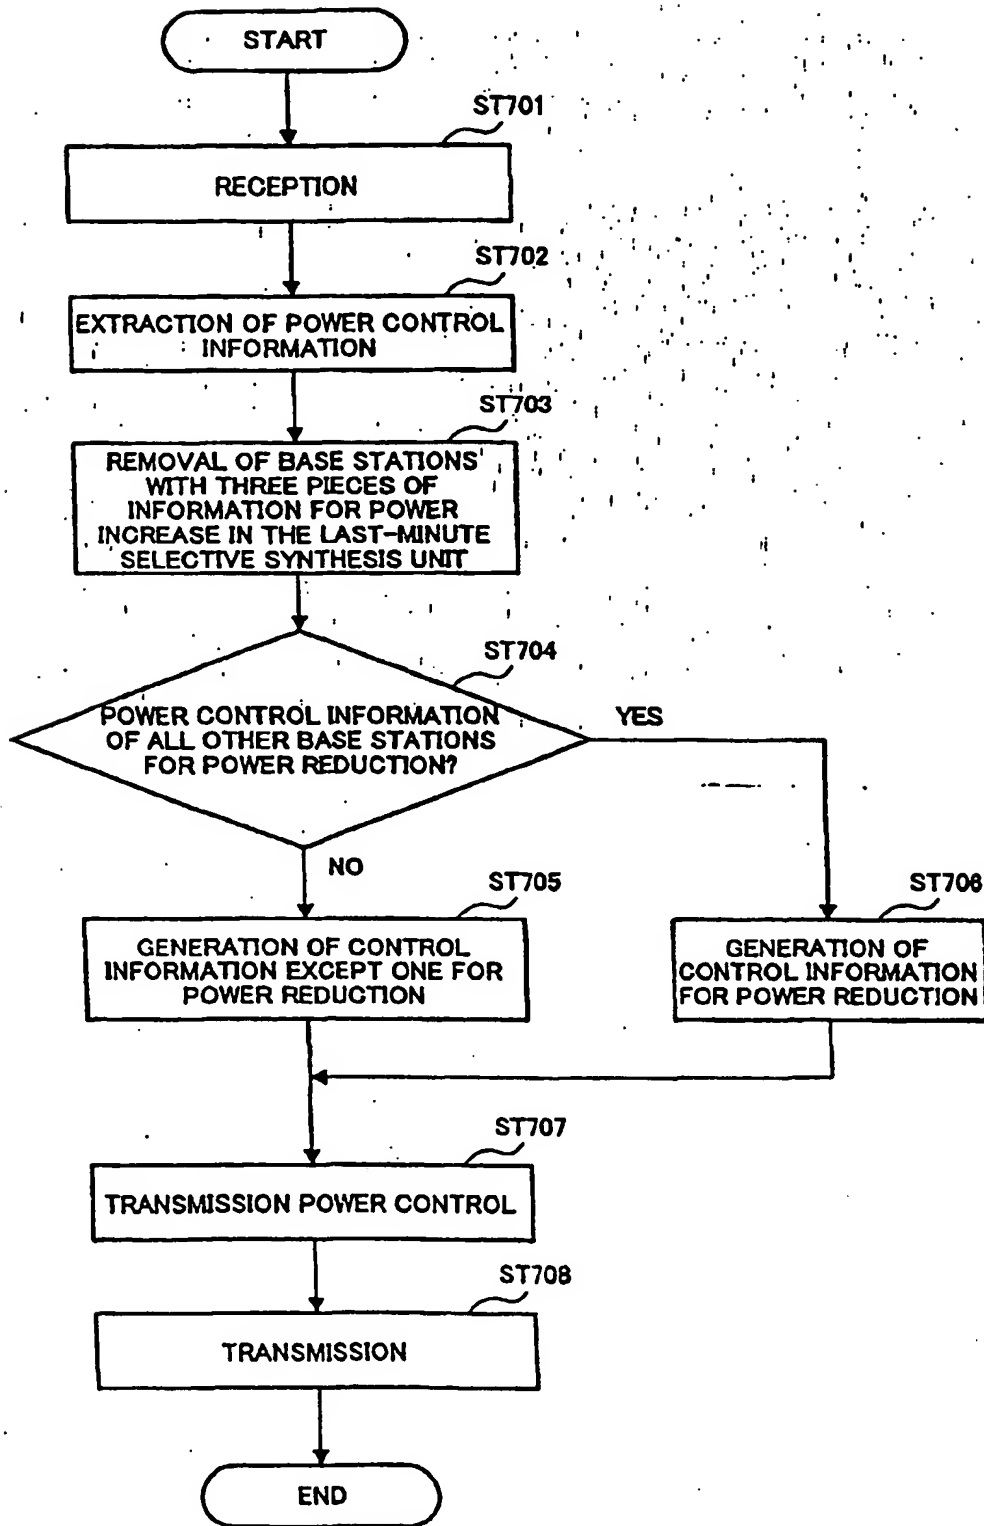 START
ST701
RECEPTION
ST702
EXTRACTION OF POWER CONTROL
INFORMATION
ST703
REMOVAL OF BASE STATIONS
WITH THREE PIECES OF
INFORMATION FOR POWER
INCREASE IN THE LAST-MINUTE
SELECTIVE SYNTHESIS UNIT
ST704
POWER CONTROL INFORMATION
OF ALL OTHER BASE STATIONS
FOR POWER REDUCTION?
YES
NO
ST705
GENERATION OF CONTROL
INFORMATION EXCEPT ONE FOR
POWER REDUCTION
ST706
GENERATION OF
CONTROL INFORMATION
FOR POWER REDUCTION
ST707
TRANSMISSION POWER CONTROL
ST708
TRANSMISSION
END